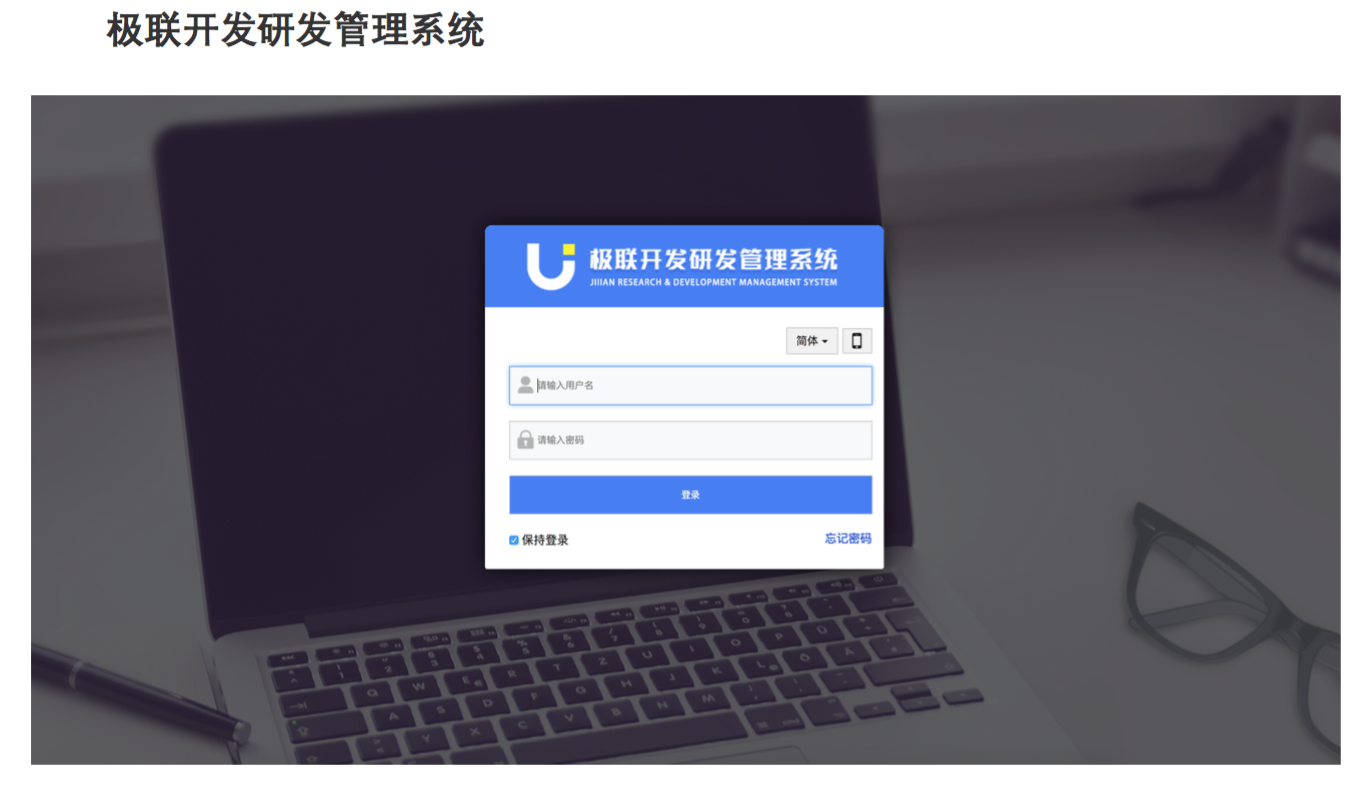 极联开发研发管理系统
极联开发研发管理系统
JIIIAN RESEARCH & DEVELOPMENT MANAGEMENT SYSTEM
简体
请输入用户名
请输入密码
登录
保持登录 忘记密码